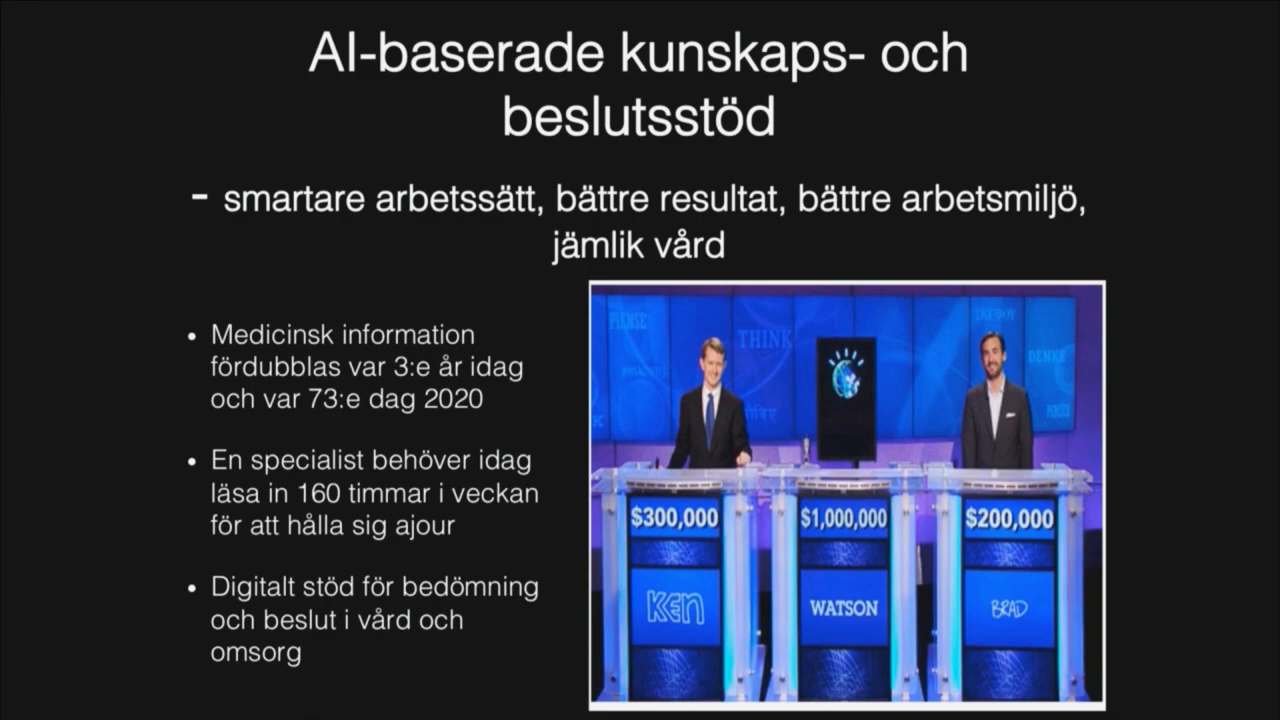 AI-baserade kunskaps- och
beslutsstöd
- smartare arbetssätt, bättre resultat, bättre arbetsmiljö,
jämlik vård
• Medicinsk information
fördubblas var 3:e år idag
och var 73:e dag 2020
• En specialist behöver idag
läsa in 160 timmar i veckan
för att hålla sig ajour
• Digitalt stöd för bedömning
och beslut i vård och
omsorg
THINK
DENKE
$300,000
$1,000,000
$200,000
KEN
WATSON
BRAD